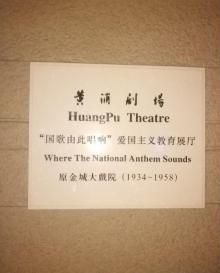 黄浦剧场
HuangPu Theatre
“国歌由此唱响”爱国主义教育展厅
Where The National Anthem Sounds
原金城大戲院（1934-1958）